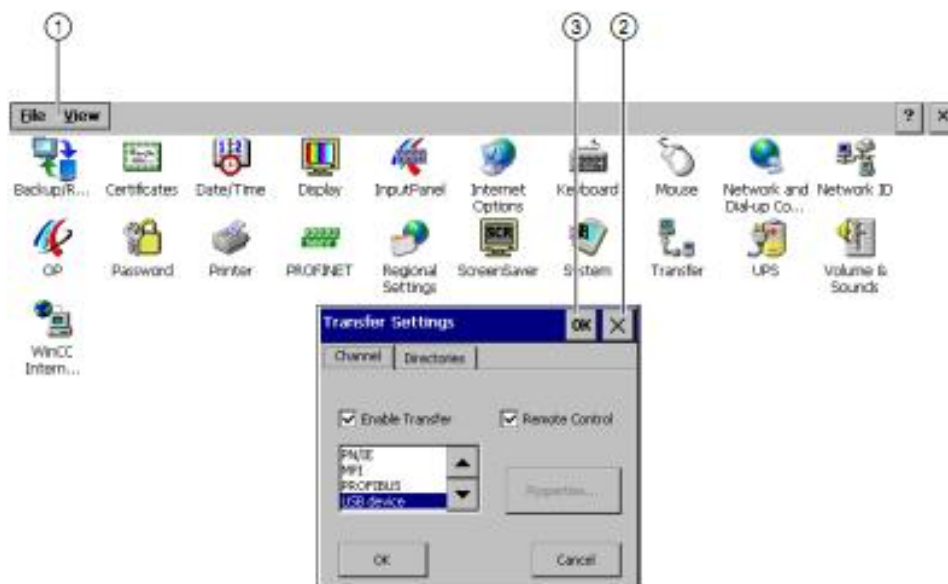 1 3 2
File View ? ×
Backup/R... Certificates Date/Time Display InputPanel Internet Options Keyboard Mouse Network and Dial-up Co... Network ID
OP Password Printer PROFINET Regional Settings ScreenSaver System Transfer UPS Volume & Sounds
WinCC Intern...
Transfer Settings OK ×
Channel Directories
Enable Transfer Remote Control
PN/IE
MPI
PROFIBUS Properties...
USB device
OK Cancel